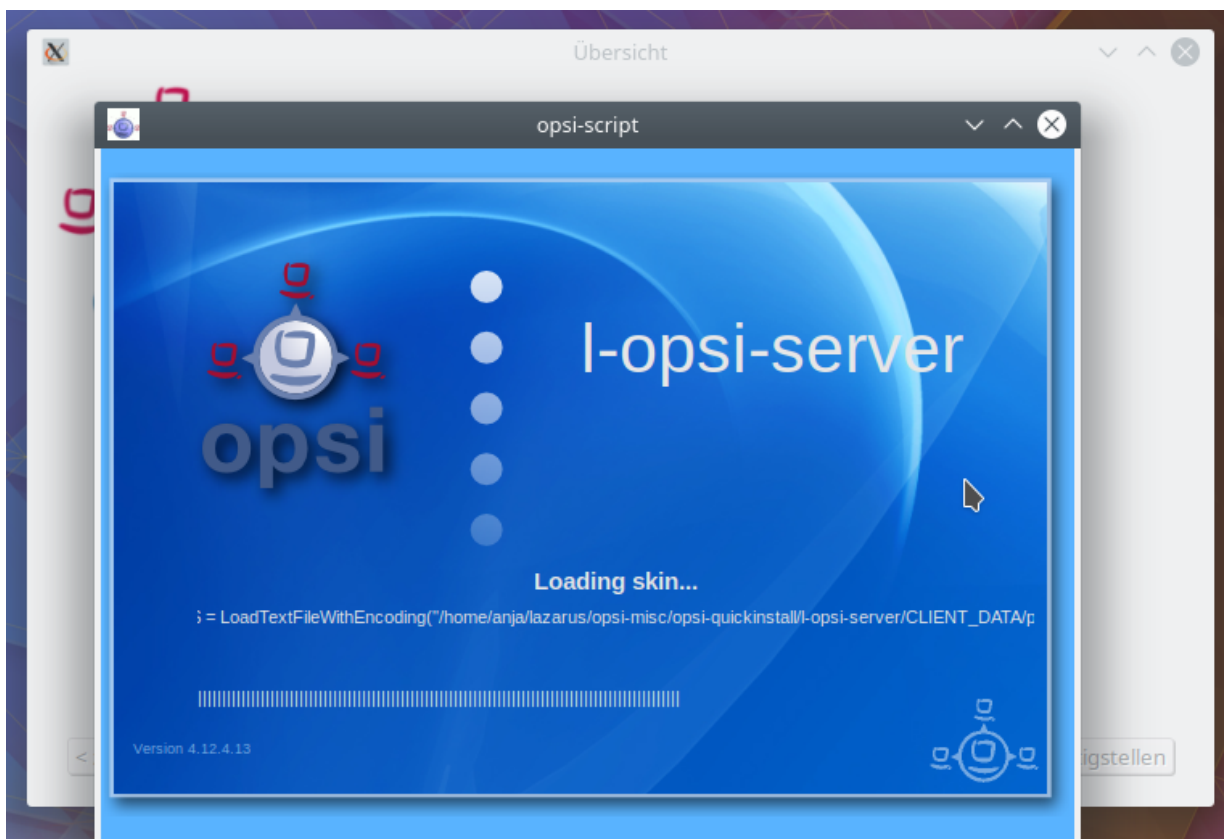 Übersicht
opsi-script
l-opsi-server
opsi
Loading skin...
= LoadTextFileWithEncoding("/home/anja/lazarus/opsi-misc/opsi-quickinstall/l-opsi-server/CLIENT_DATA/p
Version 4.12.4.13
<
igstellen